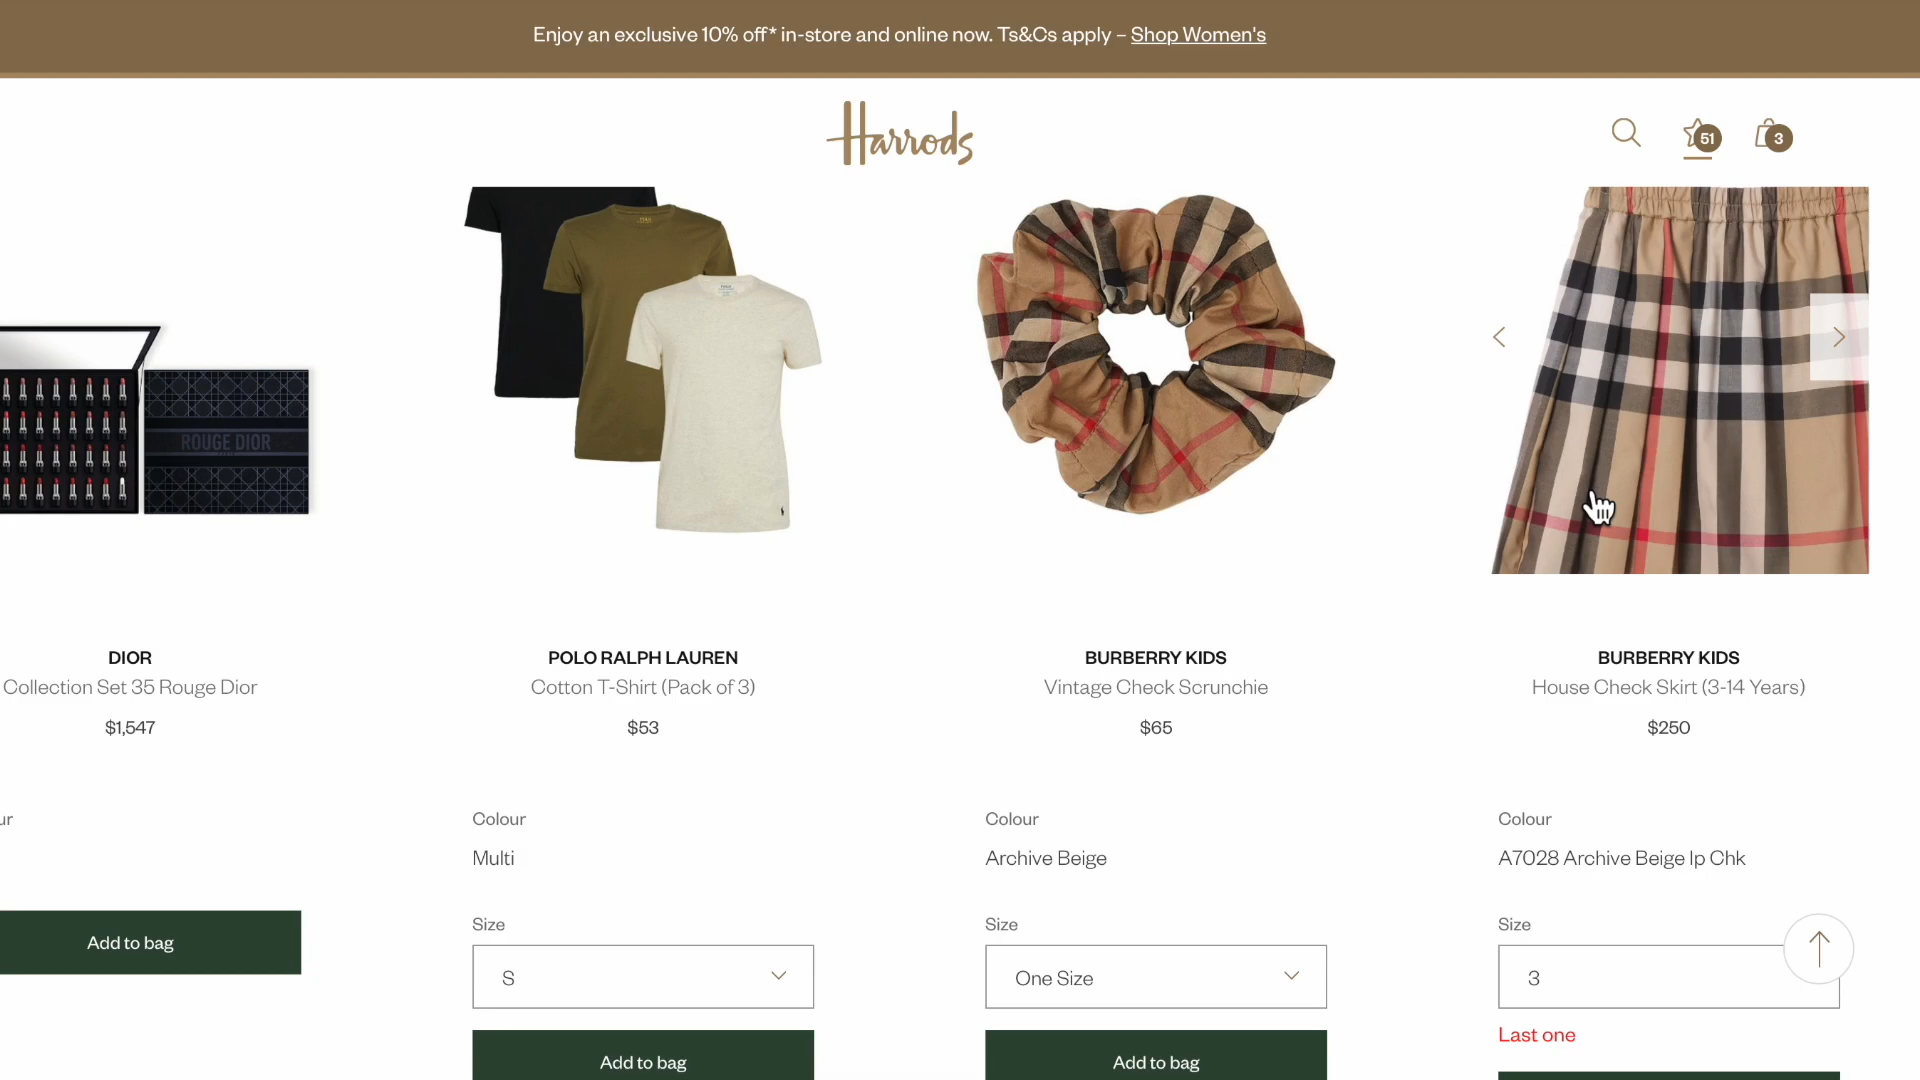 Enjoy an exclusive 10% off* in-store and online now. Ts&Cs apply – Shop Women's
Harrods
51
3
ROUGE DIOR
DIOR
Collection Set 35 Rouge Dior
$1,547
POLO RALPH LAUREN
Cotton T-Shirt (Pack of 3)
$53
BURBERRY KIDS
Vintage Check Scrunchie
$65
BURBERRY KIDS
House Check Skirt (3-14 Years)
$250
ur
Add to bag
Colour
Multi
Size
S
Add to bag
Colour
Archive Beige
Size
One Size
Add to bag
Colour
A7028 Archive Beige Ip Chk
Size
3
Last one